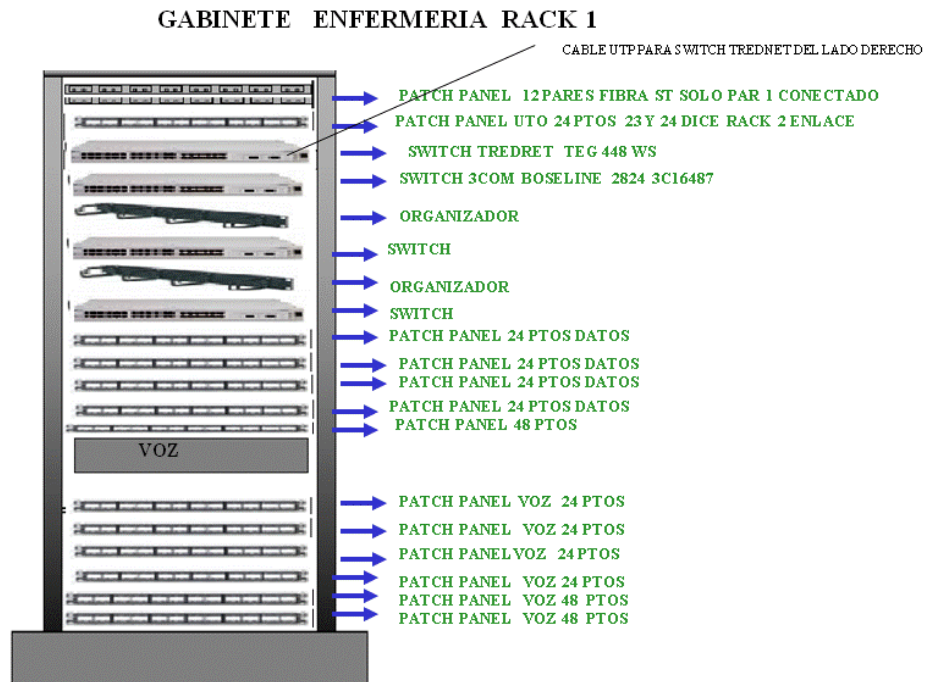 GABINETE ENFERMERIA RACK 1
CABLE UTP PARA SWITCH TREDNET DEL LADO DERECHO
PATCH PANEL 12 PARES FIBRA ST SOLO PAR 1 CONECTADO
PATCH PANEL UTO 24 PTOS 23 Y 24 DICE RACK 2 ENLACE
SWITCH TREDRET TEG 448 WS
SWITCH 3COM BOSELINE 2824 3C16487
ORGANIZADOR
SWITCH
ORGANIZADOR
SWITCH
PATCH PANEL 24 PTOS DATOS
PATCH PANEL 24 PTOS DATOS
PATCH PANEL 24 PTOS DATOS
PATCH PANEL 24 PTOS DATOS
PATCH PANEL 48 PTOS
VOZ
PATCH PANEL VOZ 24 PTOS
PATCH PANEL VOZ 24 PTOS
PATCH PANEL VOZ 24 PTOS
PATCH PANEL VOZ 24 PTOS
PATCH PANEL VOZ 48 PTOS
PATCH PANEL VOZ 48 PTOS